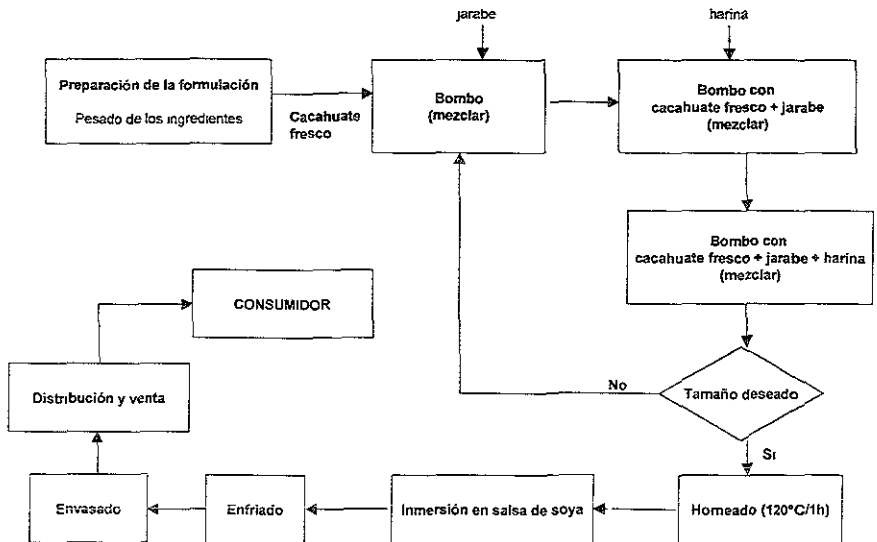 jarabe
harina
Preparación de la formulación
Pesado de los ingredientes
Cacahuate
fresco
Bombo
(mezclar)
Bombo con
cacahuate fresco + jarabe
(mezclar)
Bombo con
cacahuate fresco + jarabe + harina
(mezclar)
CONSUMIDOR
Distribución y venta
No
Tamaño deseado
Si
Envasado
Enfriado
Inmersión en salsa de soya
Horneado (120°C/1h)